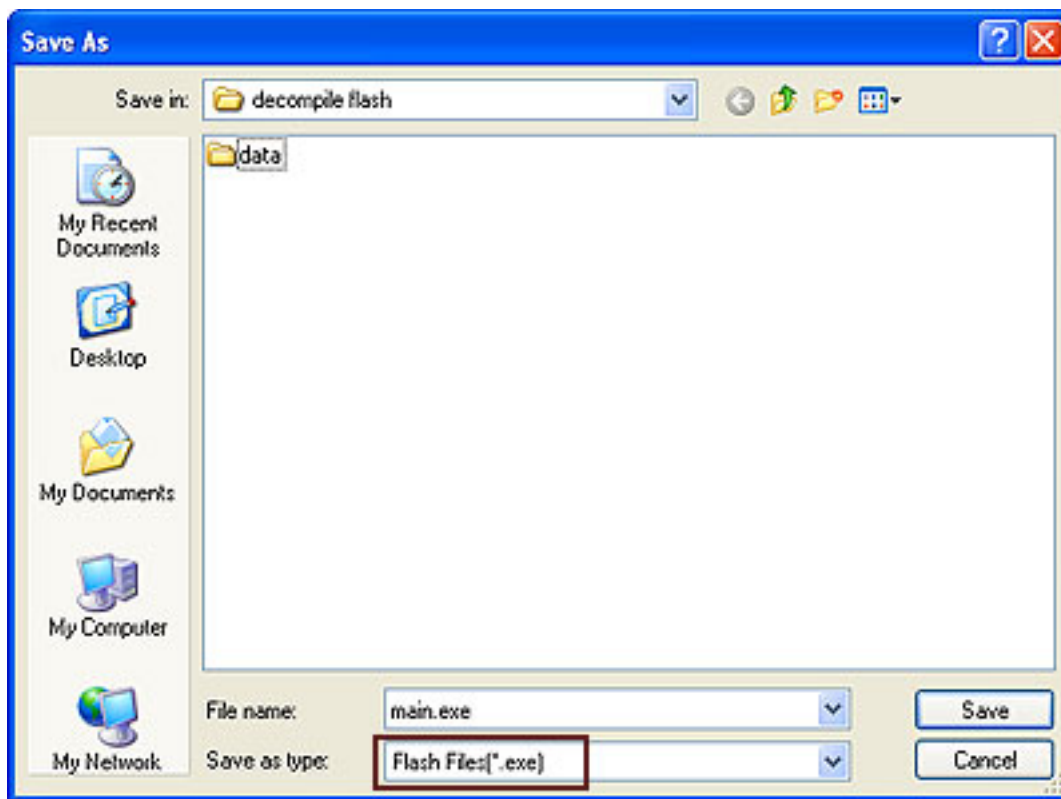 Save As
Save in: decompile flash
data
My Recent
Documents
Desktop
My Documents
My Computer
My Network
File name: main.exe Save
Save as type: Flash Files(*.exe) Cancel